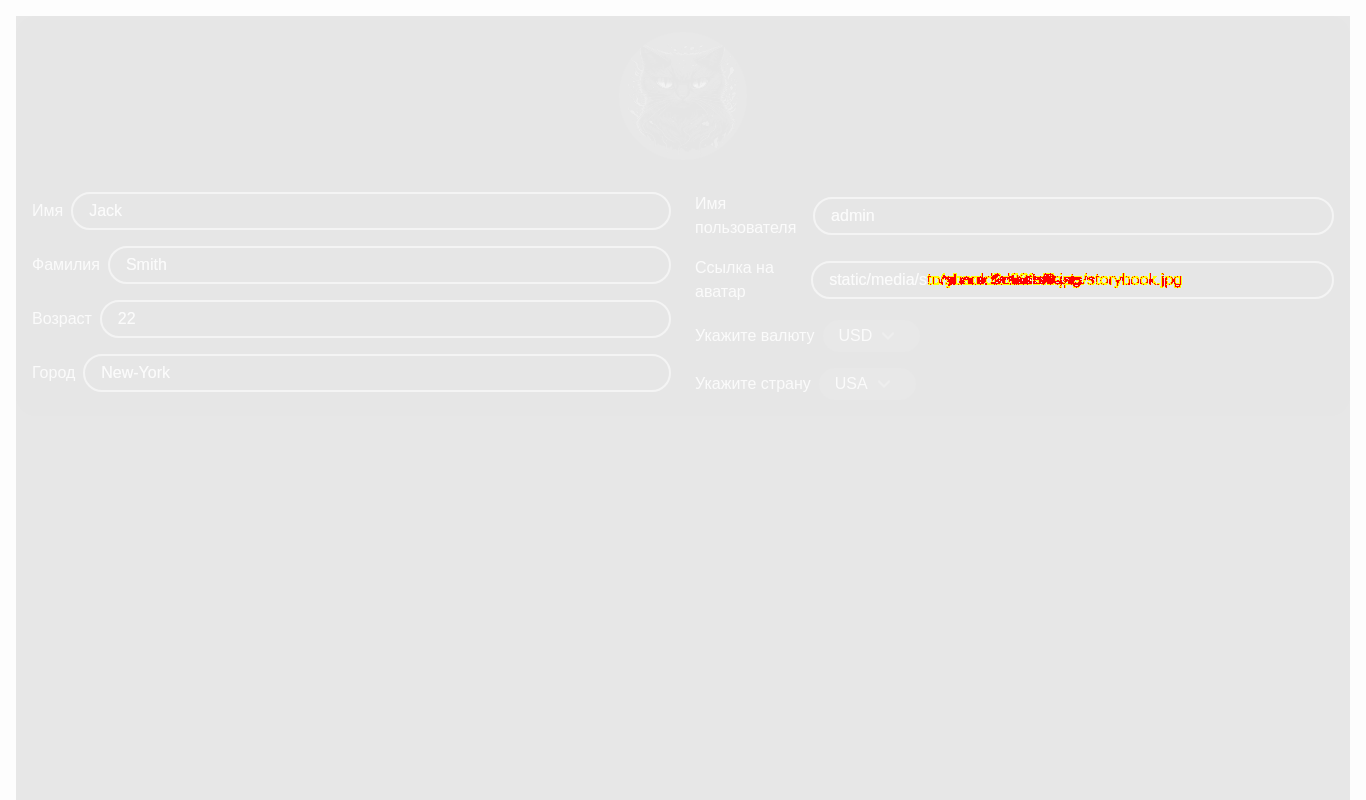 Имя Jack
Фамилия Smith
Возраст 22
Город New-York
Имя
пользователя
admin
Ссылка на
аватар
static/media/s storybook.jpg
Укажите валюту USD
Укажите страну USA